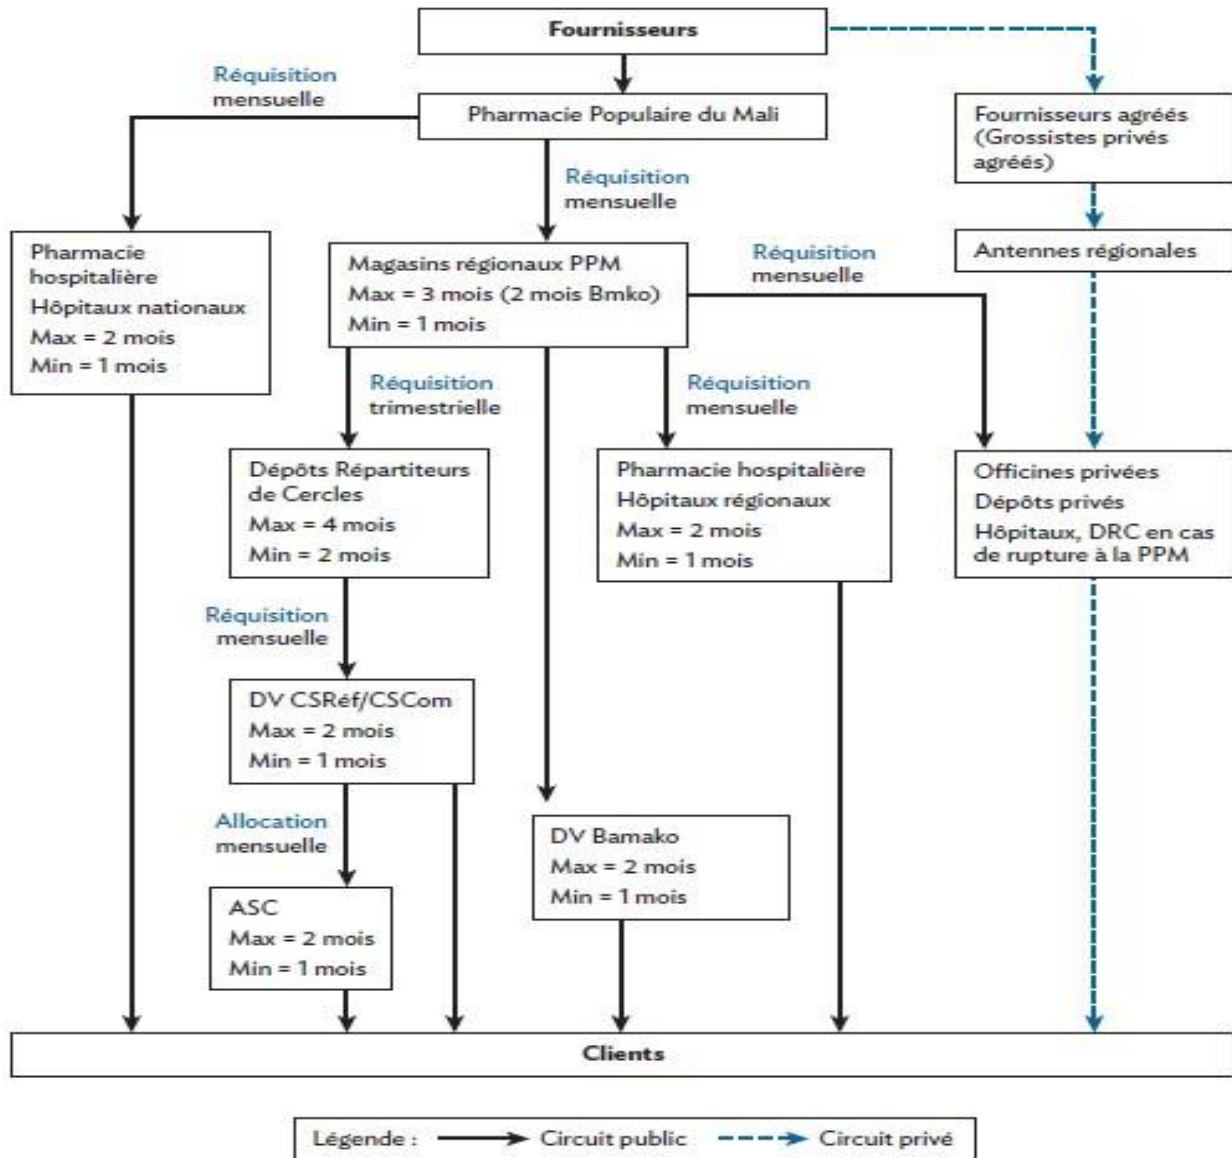 Fournisseurs
Réquisition
mensuelle
Pharmacie Populaire du Mali
Fournisseurs agréés
(Grossistes privés
agréés)
Réquisition
mensuelle
Pharmacie
hospitalière
Hôpitaux nationaux
Max = 2 mois
Min = 1 mois
Magasins régionaux PPM
Max = 3 mois (2 mois Bmko)
Min = 1 mois
Réquisition
mensuelle
Antennes régionales
Réquisition
trimestrielle
Réquisition
mensuelle
Dépôts Répartiteurs
de Cercles
Max = 4 mois
Min = 2 mois
Pharmacie hospitalière
Hôpitaux régionaux
Max = 2 mois
Min = 1 mois
Officines privées
Dépôts privés
Hôpitaux, DRC en cas
de rupture à la PPM
Réquisition
mensuelle
DV CSRéf/CSCom
Max = 2 mois
Min = 1 mois
Allocation
mensuelle
DV Bamako
Max = 2 mois
Min = 1 mois
ASC
Max = 2 mois
Min = 1 mois
Clients
Légende : Circuit public Circuit privé